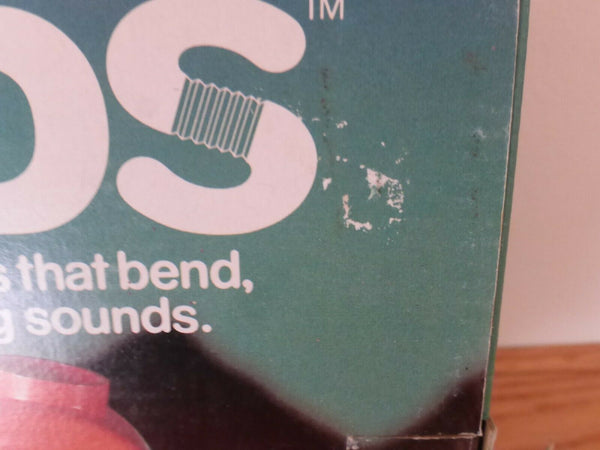 OS™
s that bend,
g sounds.